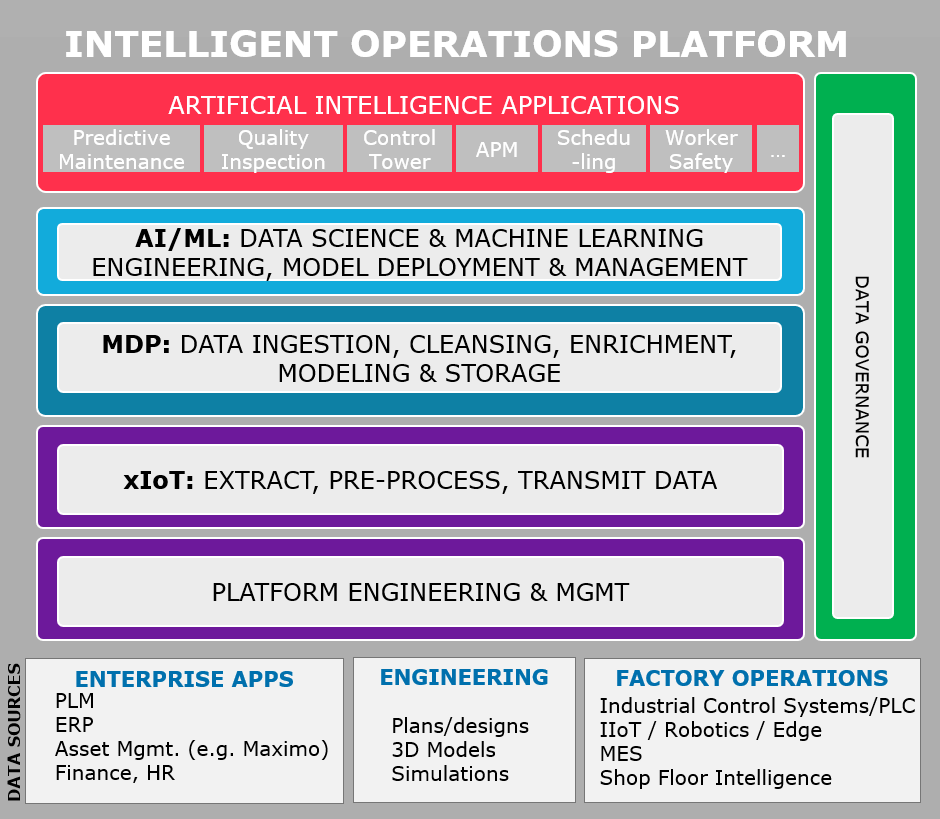 INTELLIGENT OPERATIONS PLATFORM
ARTIFICIAL INTELLIGENCE APPLICATIONS
Predictive
Maintenance
Quality
Inspection
Control
Tower
APM
Schedu
-ling
Worker
Safety
...
AI/ML: DATA SCIENCE & MACHINE LEARNING
ENGINEERING, MODEL DEPLOYMENT & MANAGEMENT
MDP: DATA INGESTION, CLEANSING, ENRICHMENT,
MODELING & STORAGE
xIoT: EXTRACT, PRE-PROCESS, TRANSMIT DATA
PLATFORM ENGINEERING & MGMT
DATA GOVERNANCE
DATA SOURCES
ENTERPRISE APPS
PLM
ERP
Asset Mgmt. (e.g. Maximo)
Finance, HR
ENGINEERING
Plans/designs
3D Models
Simulations
FACTORY OPERATIONS
Industrial Control Systems/PLC
IIoT / Robotics / Edge
MES
Shop Floor Intelligence